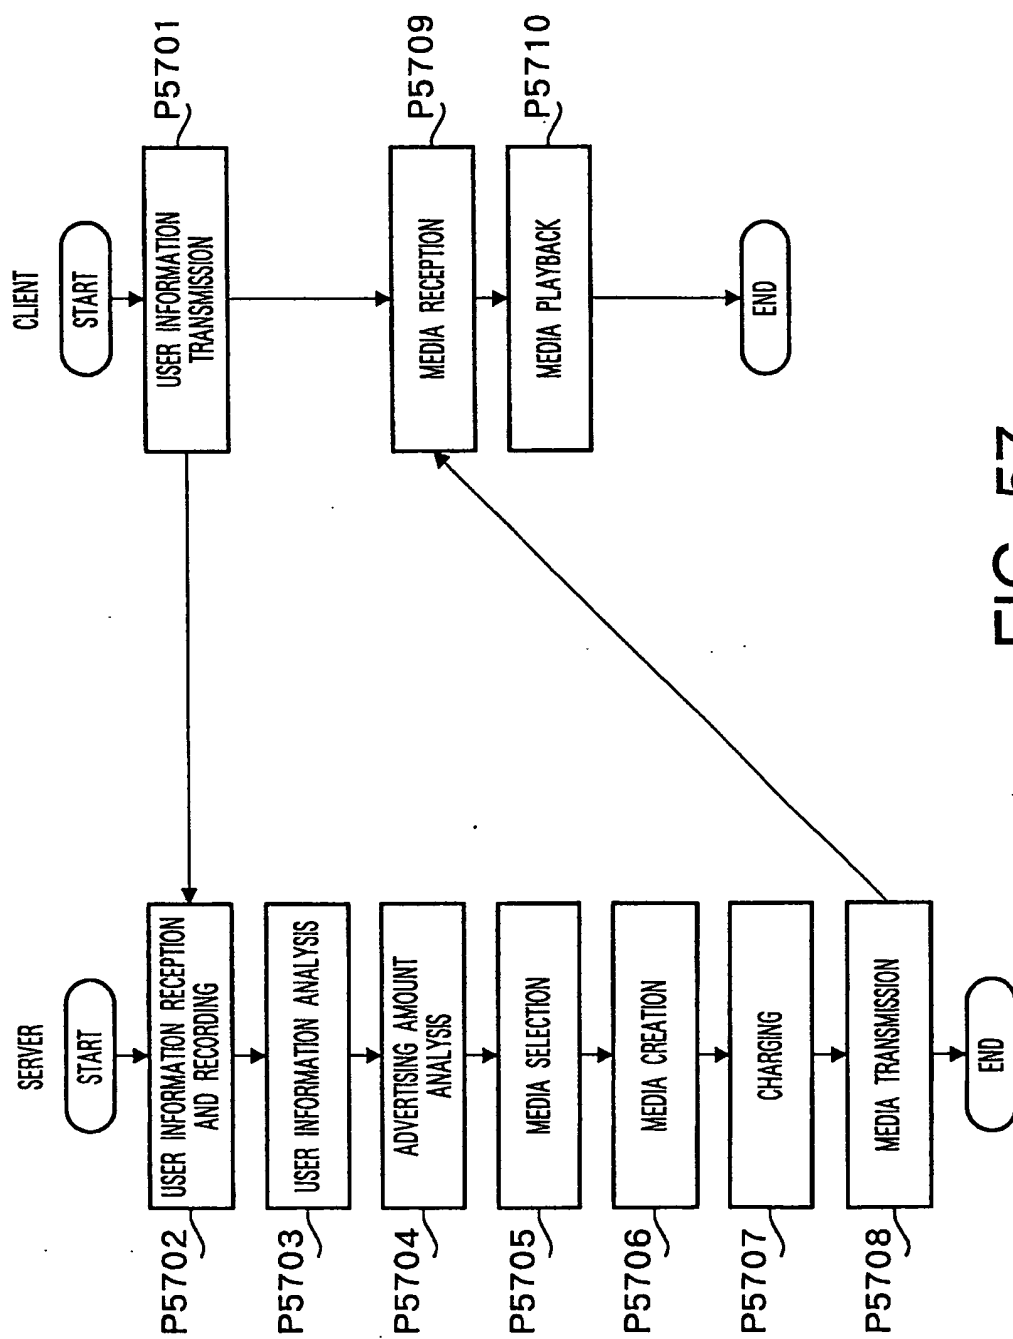 SERVER
START
P5702
USER INFORMATION RECEPTION
AND RECORDING
P5703
USER INFORMATION ANALYSIS
P5704
ADVERTISING AMOUNT
ANALYSIS
P5705
MEDIA SELECTION
P5706
MEDIA CREATION
P5707
CHARGING
P5708
MEDIA TRANSMISSION
END
CLIENT
START
P5701
USER INFORMATION
TRANSMISSION
P5709
MEDIA RECEPTION
P5710
MEDIA PLAYBACK
END
FIG. 57